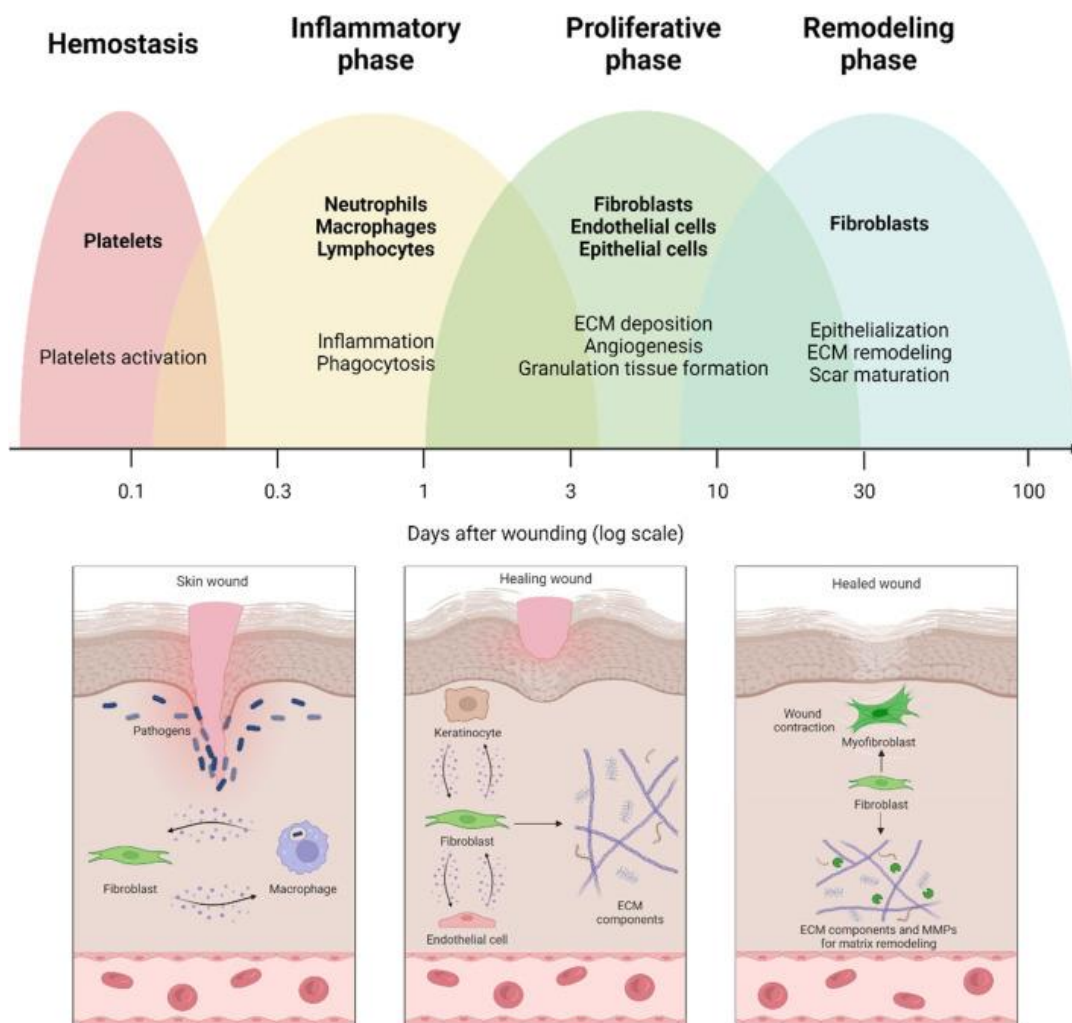 Hemostasis
Inflammatory
phase
Proliferative
phase
Remodeling
phase
Platelets
Neutrophils
Macrophages
Lymphocytes
Fibroblasts
Endothelial cells
Epithelial cells
Fibroblasts
Platelets activation
Inflammation
Phagocytosis
ECM deposition
Angiogenesis
Granulation tissue formation
Epithelialization
ECM remodeling
Scar maturation
0.1
0.3
1
3
10
30
100
Days after wounding (log scale)
Skin wound
Pathogens
Fibroblast
Macrophage
Healing wound
Keratinocyte
Fibroblast
ECM
components
Endothelial cell
Healed wound
Wound
contraction
Myofibroblast
Fibroblast
ECM components and MMPs
for matrix remodeling